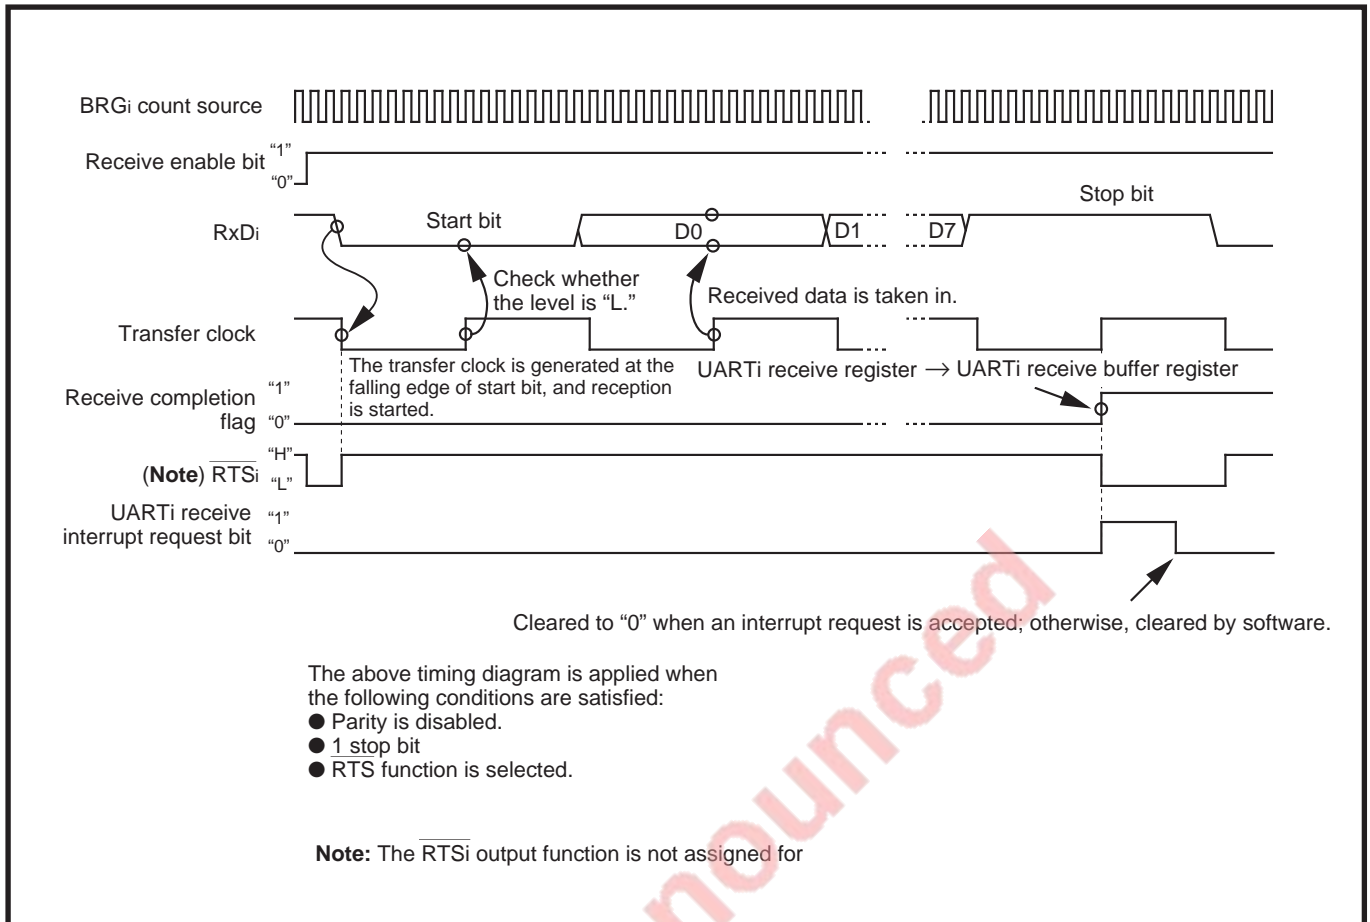 BRGi count source
Receive enable bit "1" "0"
RxDi
Start bit
D0
D1
D7
Stop bit
Check whether
the level is “L.”
Received data is taken in.
Transfer clock
The transfer clock is generated at the
falling edge of start bit, and reception
is started.
UARTi receive register → UARTi receive buffer register
Receive completion
flag
“1”
“0”
(Note) RTSi
“H”
“L”
UARTi receive
interrupt request bit
“1”
“0”
Cleared to “0” when an interrupt request is accepted; otherwise, cleared by software.
The above timing diagram is applied when
the following conditions are satisfied:
● Parity is disabled.
● 1 stop bit
● RTS function is selected.
Note: The RTSi output function is not assigned for
nounced